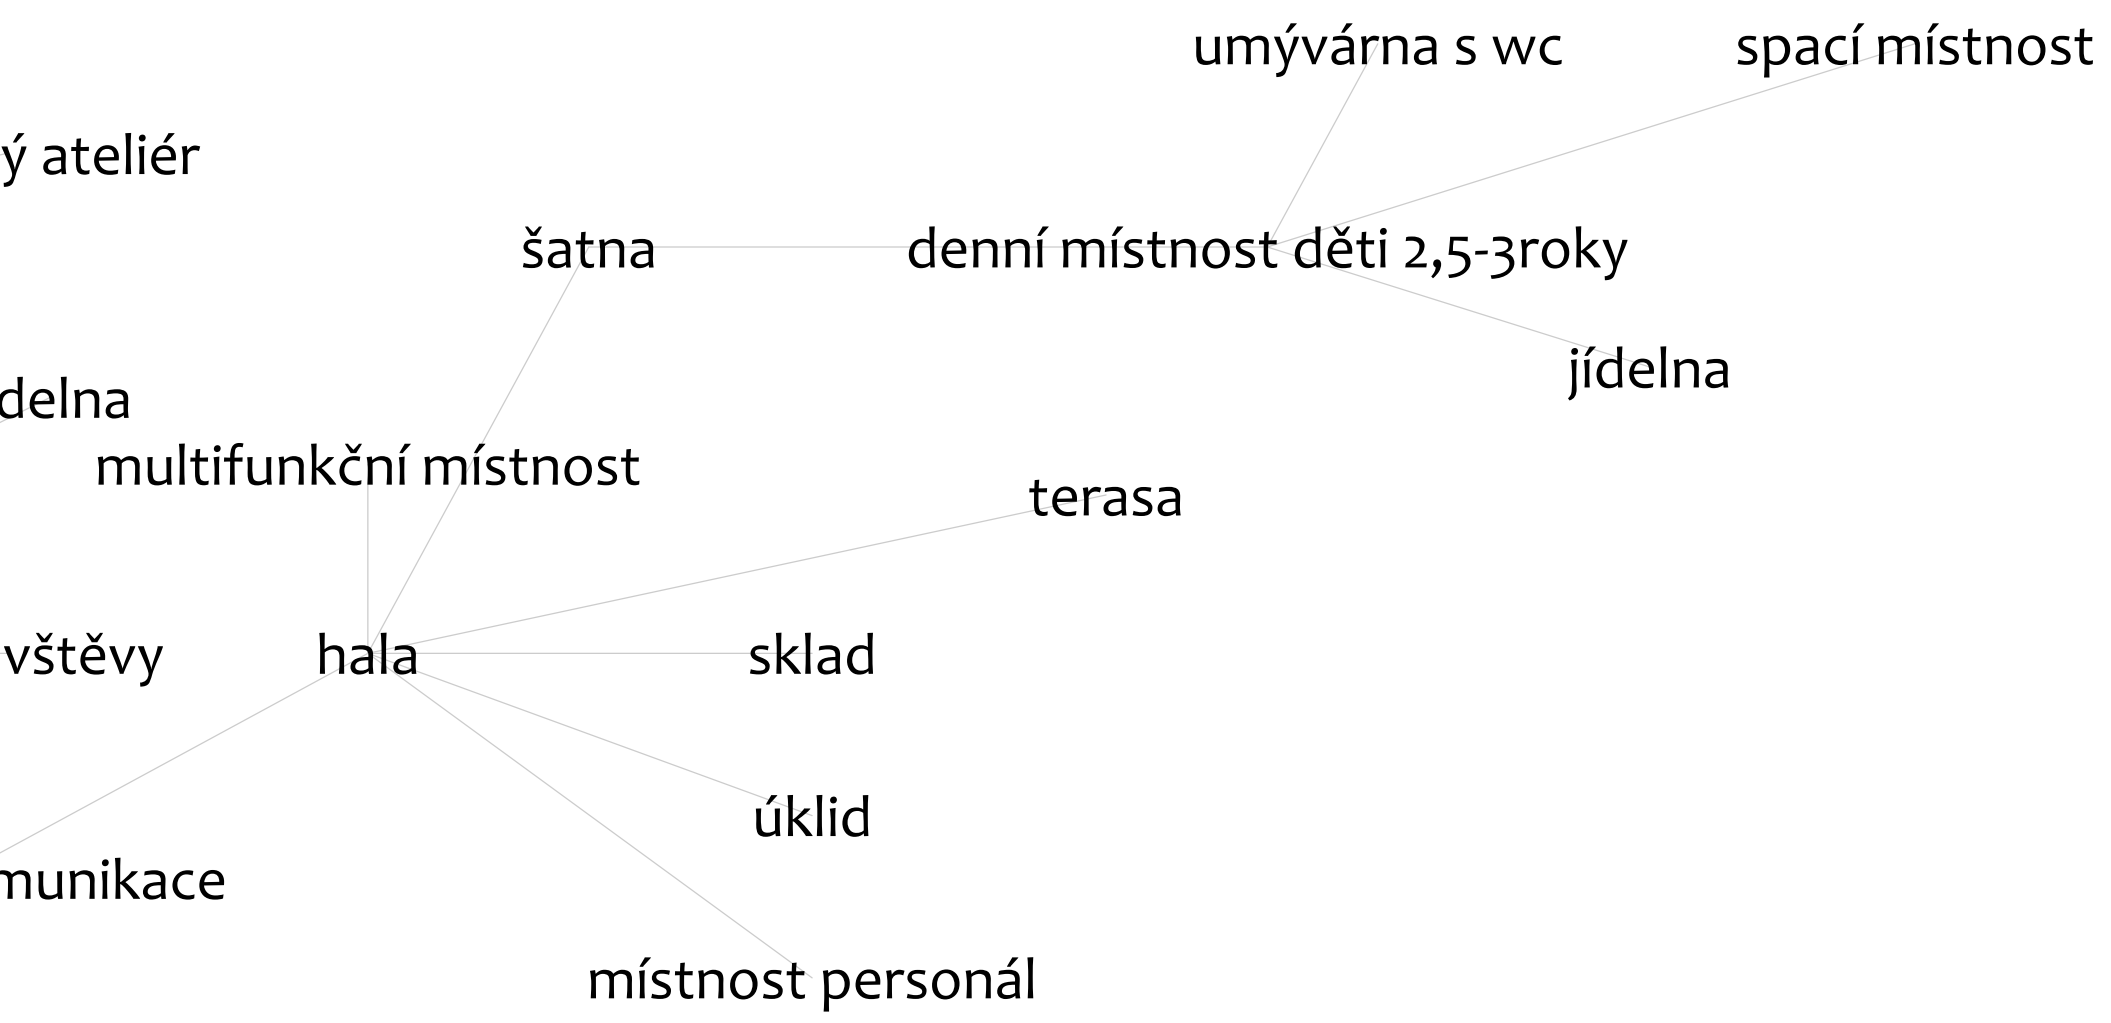 umývárna s wc
spací místnost
ý ateliér
šatna
denní místnost děti 2,5-3roky
jídelna
delna
multifunkční místnost
terasa
vštěvy
hala
sklad
úklid
munikace
místnost personál